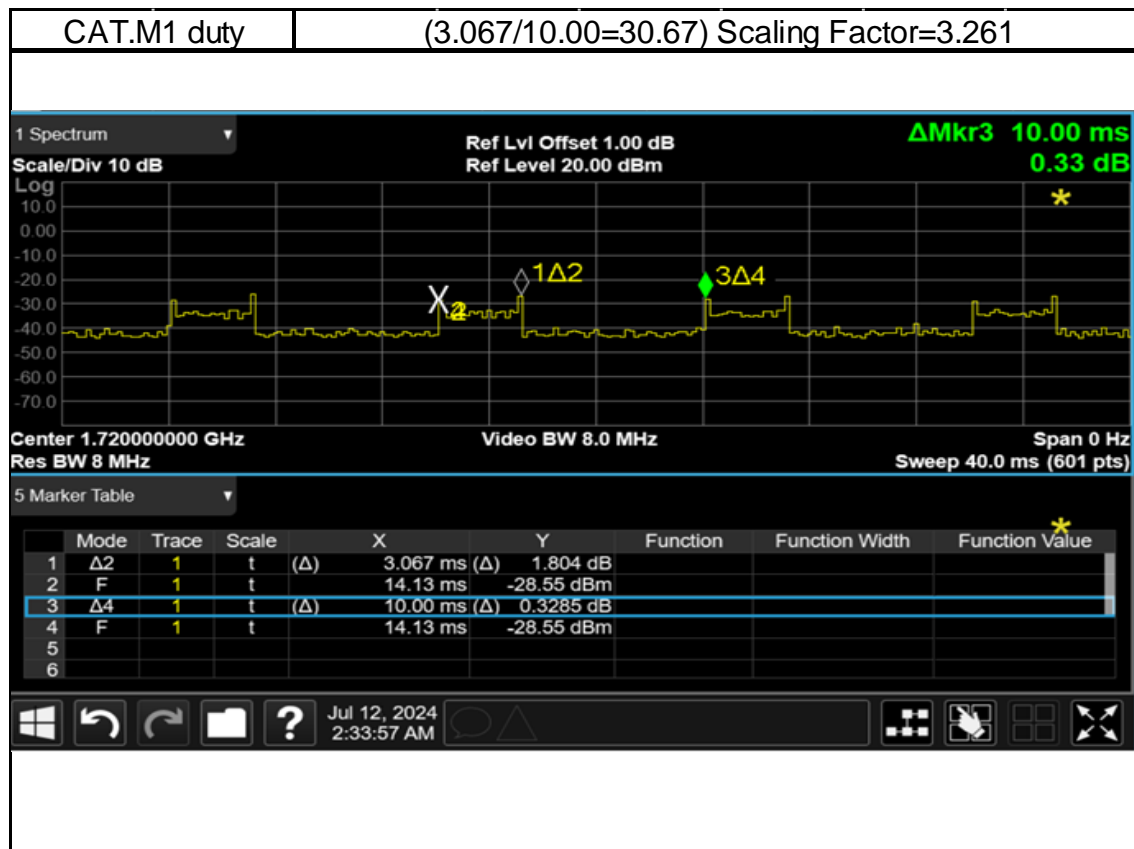 CAT.M1 duty (3.067/10.00=30.67) Scaling Factor=3.261
1 Spectrum ▼
Ref Lvl Offset 1.00 dB
ΔMkr3 10.00 ms
Scale/Div 10 dB
Ref Level 20.00 dBm
0.33 dB
Log
10.0
0.00
-10.0
-20.0
-30.0
-40.0
-50.0
-60.0
-70.0
*
1Δ2
3Δ4
X
Center 1.720000000 GHz
Video BW 8.0 MHz
Span 0 Hz
Res BW 8 MHz
Sweep 40.0 ms (601 pts)
5 Marker Table ▼
*
Mode Trace Scale X Y Function Function Width Function Value
1 Δ2 1 t (Δ) 3.067 ms (Δ) 1.804 dB
2 F 1 t 14.13 ms -28.55 dBm
3 Δ4 1 t (Δ) 10.00 ms (Δ) 0.3285 dB
4 F 1 t 14.13 ms -28.55 dBm
5
6
?
Jul 12, 2024
2:33:57 AM